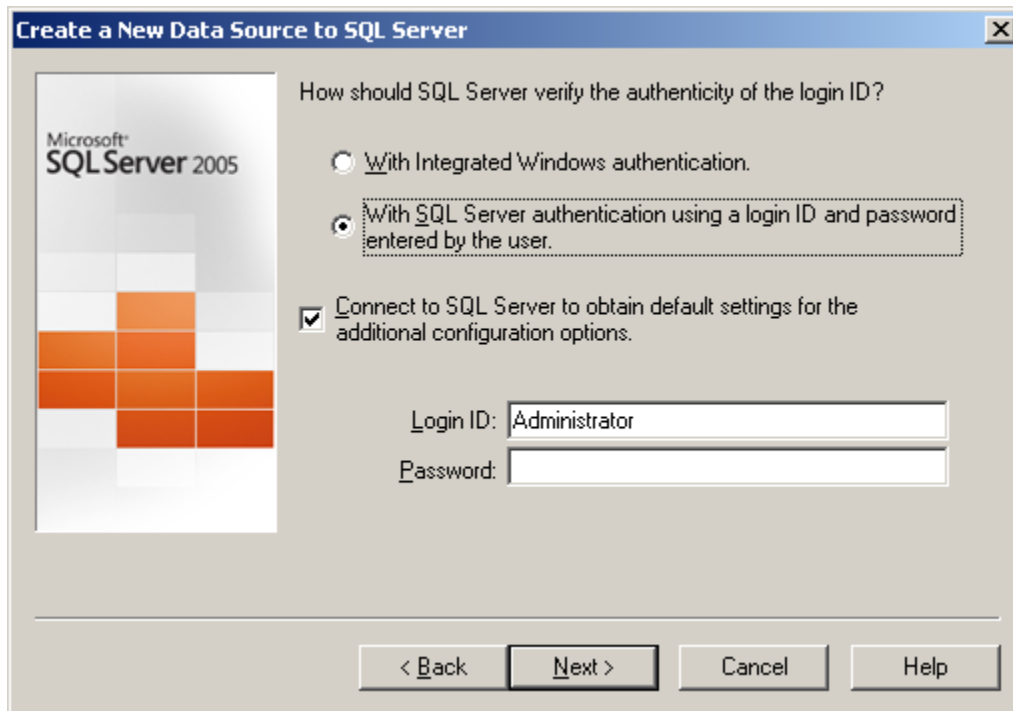 Create a New Data Source to SQL Server
Microsoft
SQL Server 2005
How should SQL Server verify the authenticity of the login ID?
With Integrated Windows authentication.
With SQL Server authentication using a login ID and password
entered by the user.
Connect to SQL Server to obtain default settings for the
additional configuration options.
Login ID: Administrator
Password:
< Back Next > Cancel Help